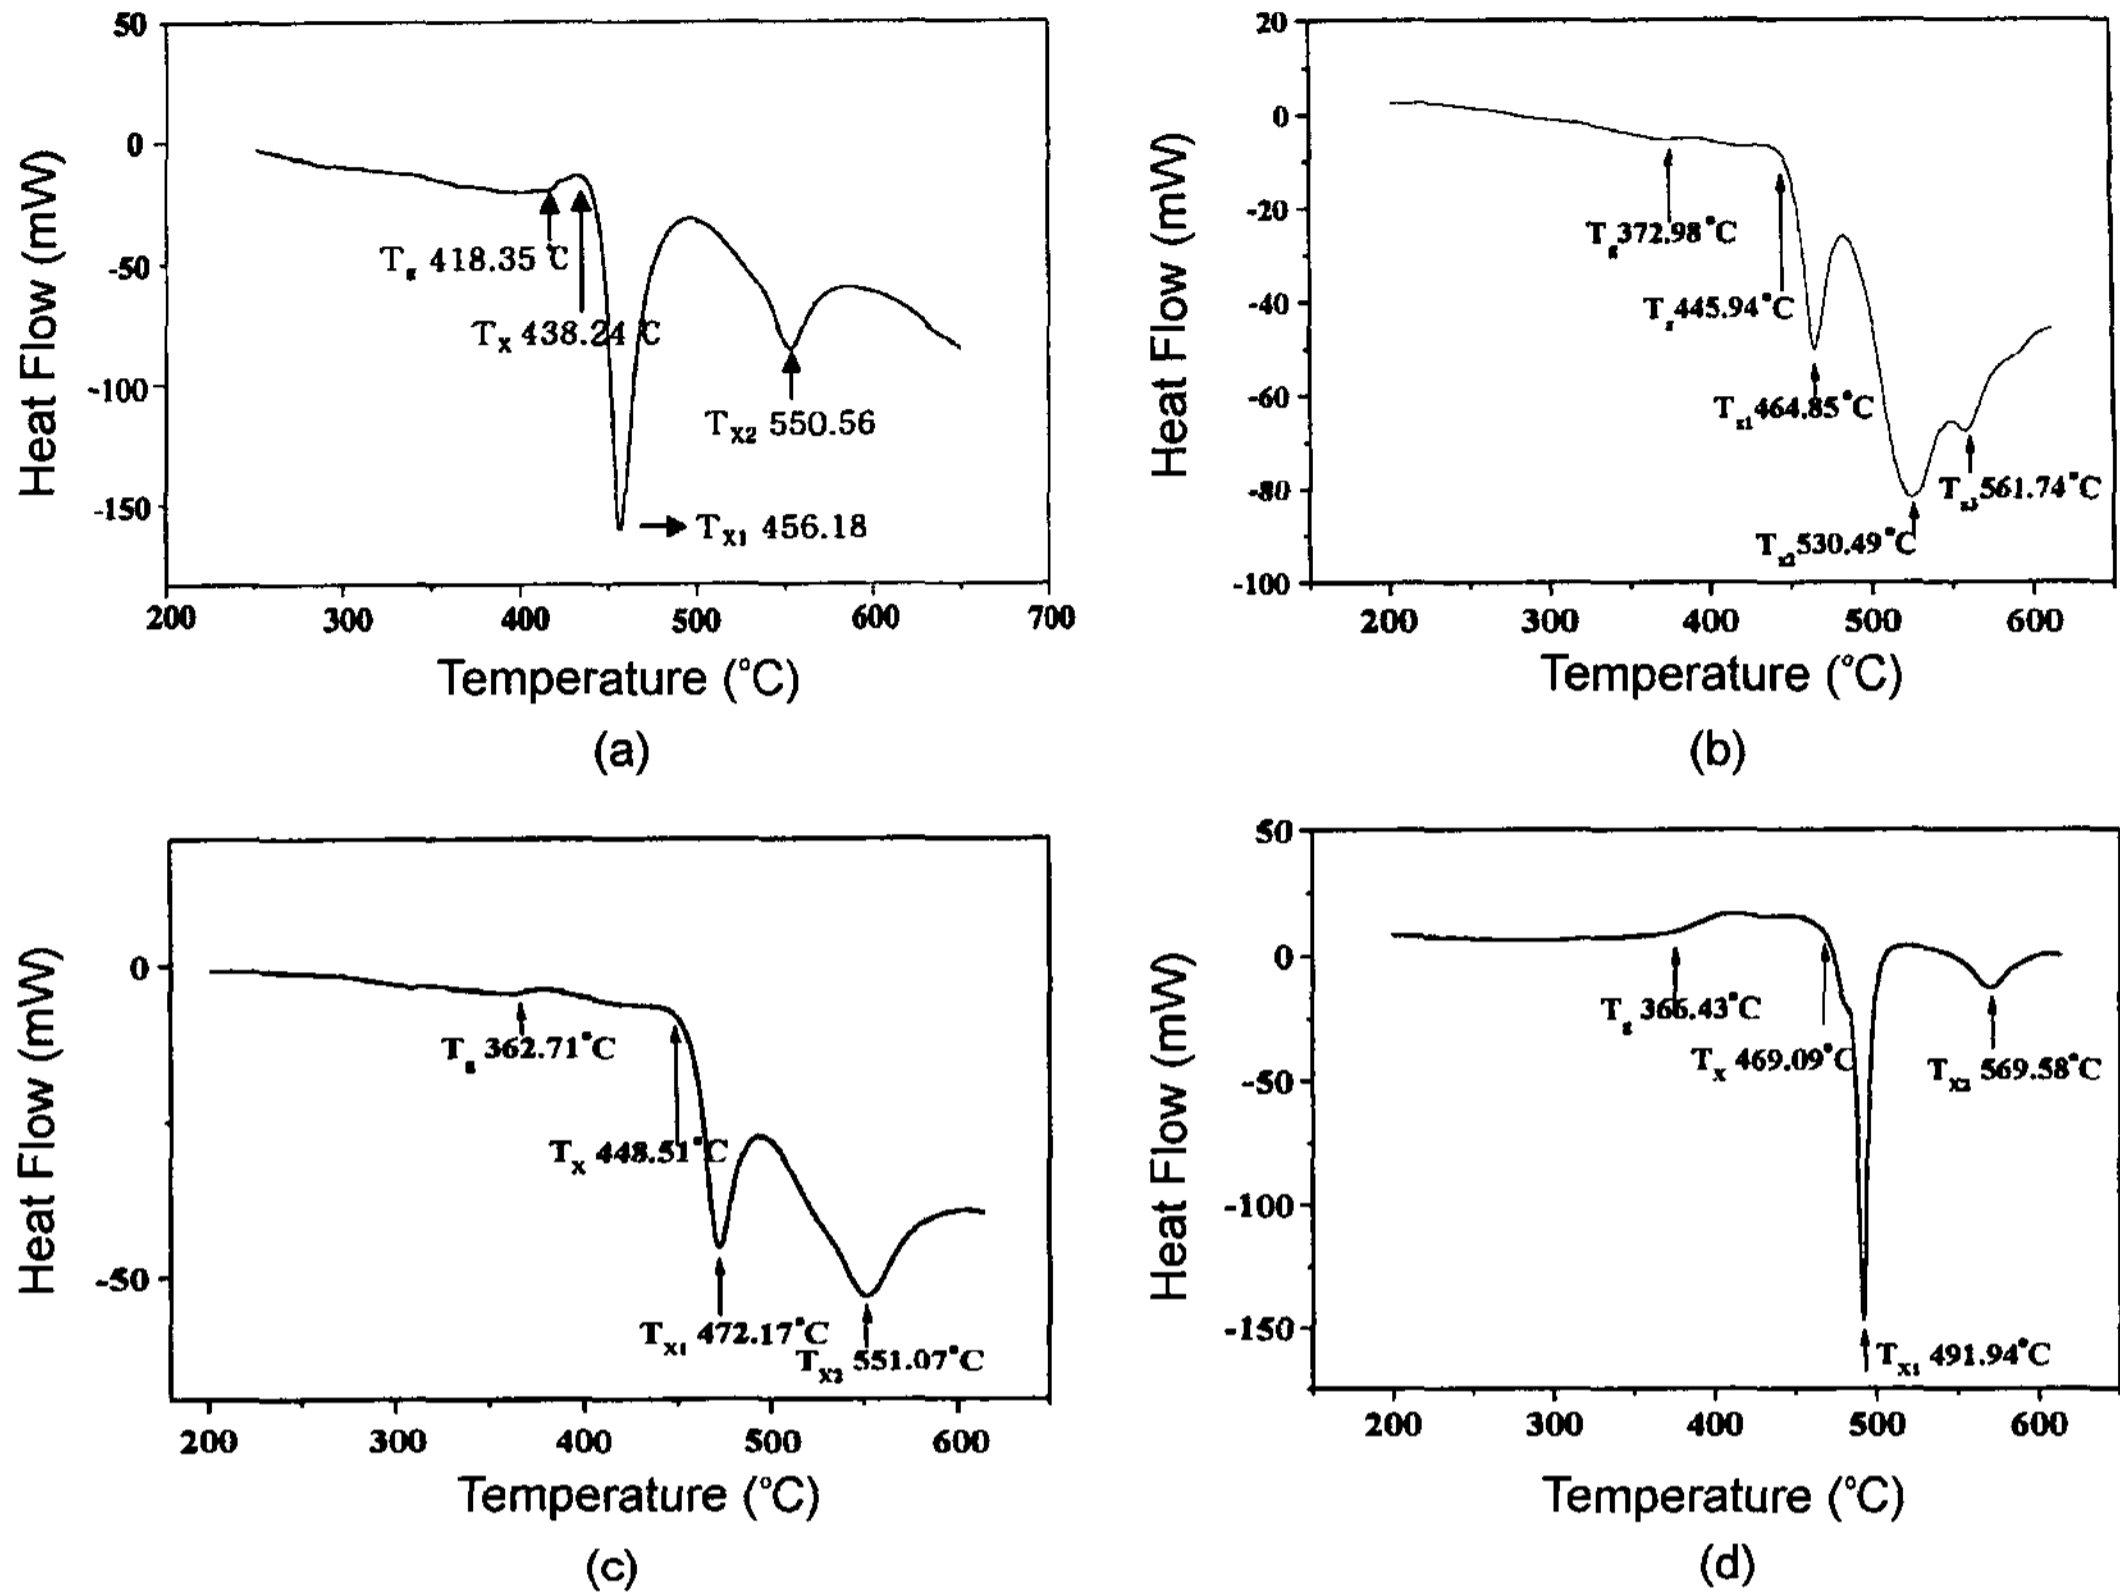 50
0
-50
-100
-150
200 300 400 500 600 700
Heat Flow (mW)
Temperature (°C)
Tg 418.35 ℃
TX 438.24 ℃
TX2 550.56
TX1 456.18
(a)
20
0
-20
-40
-60
-80
-100
200 300 400 500 600
Heat Flow (mW)
Temperature (°C)
Tg 372.98°C
Tx 445.94°C
Tx1 464.85°C
Tx3 561.74°C
Tx2 530.49°C
(b)
0
-50
200 300 400 500 600
Heat Flow (mW)
Temperature (°C)
Tg 362.71°C
TX 448.51°C
TX1 472.17°C
TX2 551.07°C
(c)
50
0
-50
-100
-150
200 300 400 500 600
Heat Flow (mW)
Temperature (°C)
Tg 366.43°C
TX 469.09°C
TX2 569.58°C
TX1 491.94°C
(d)